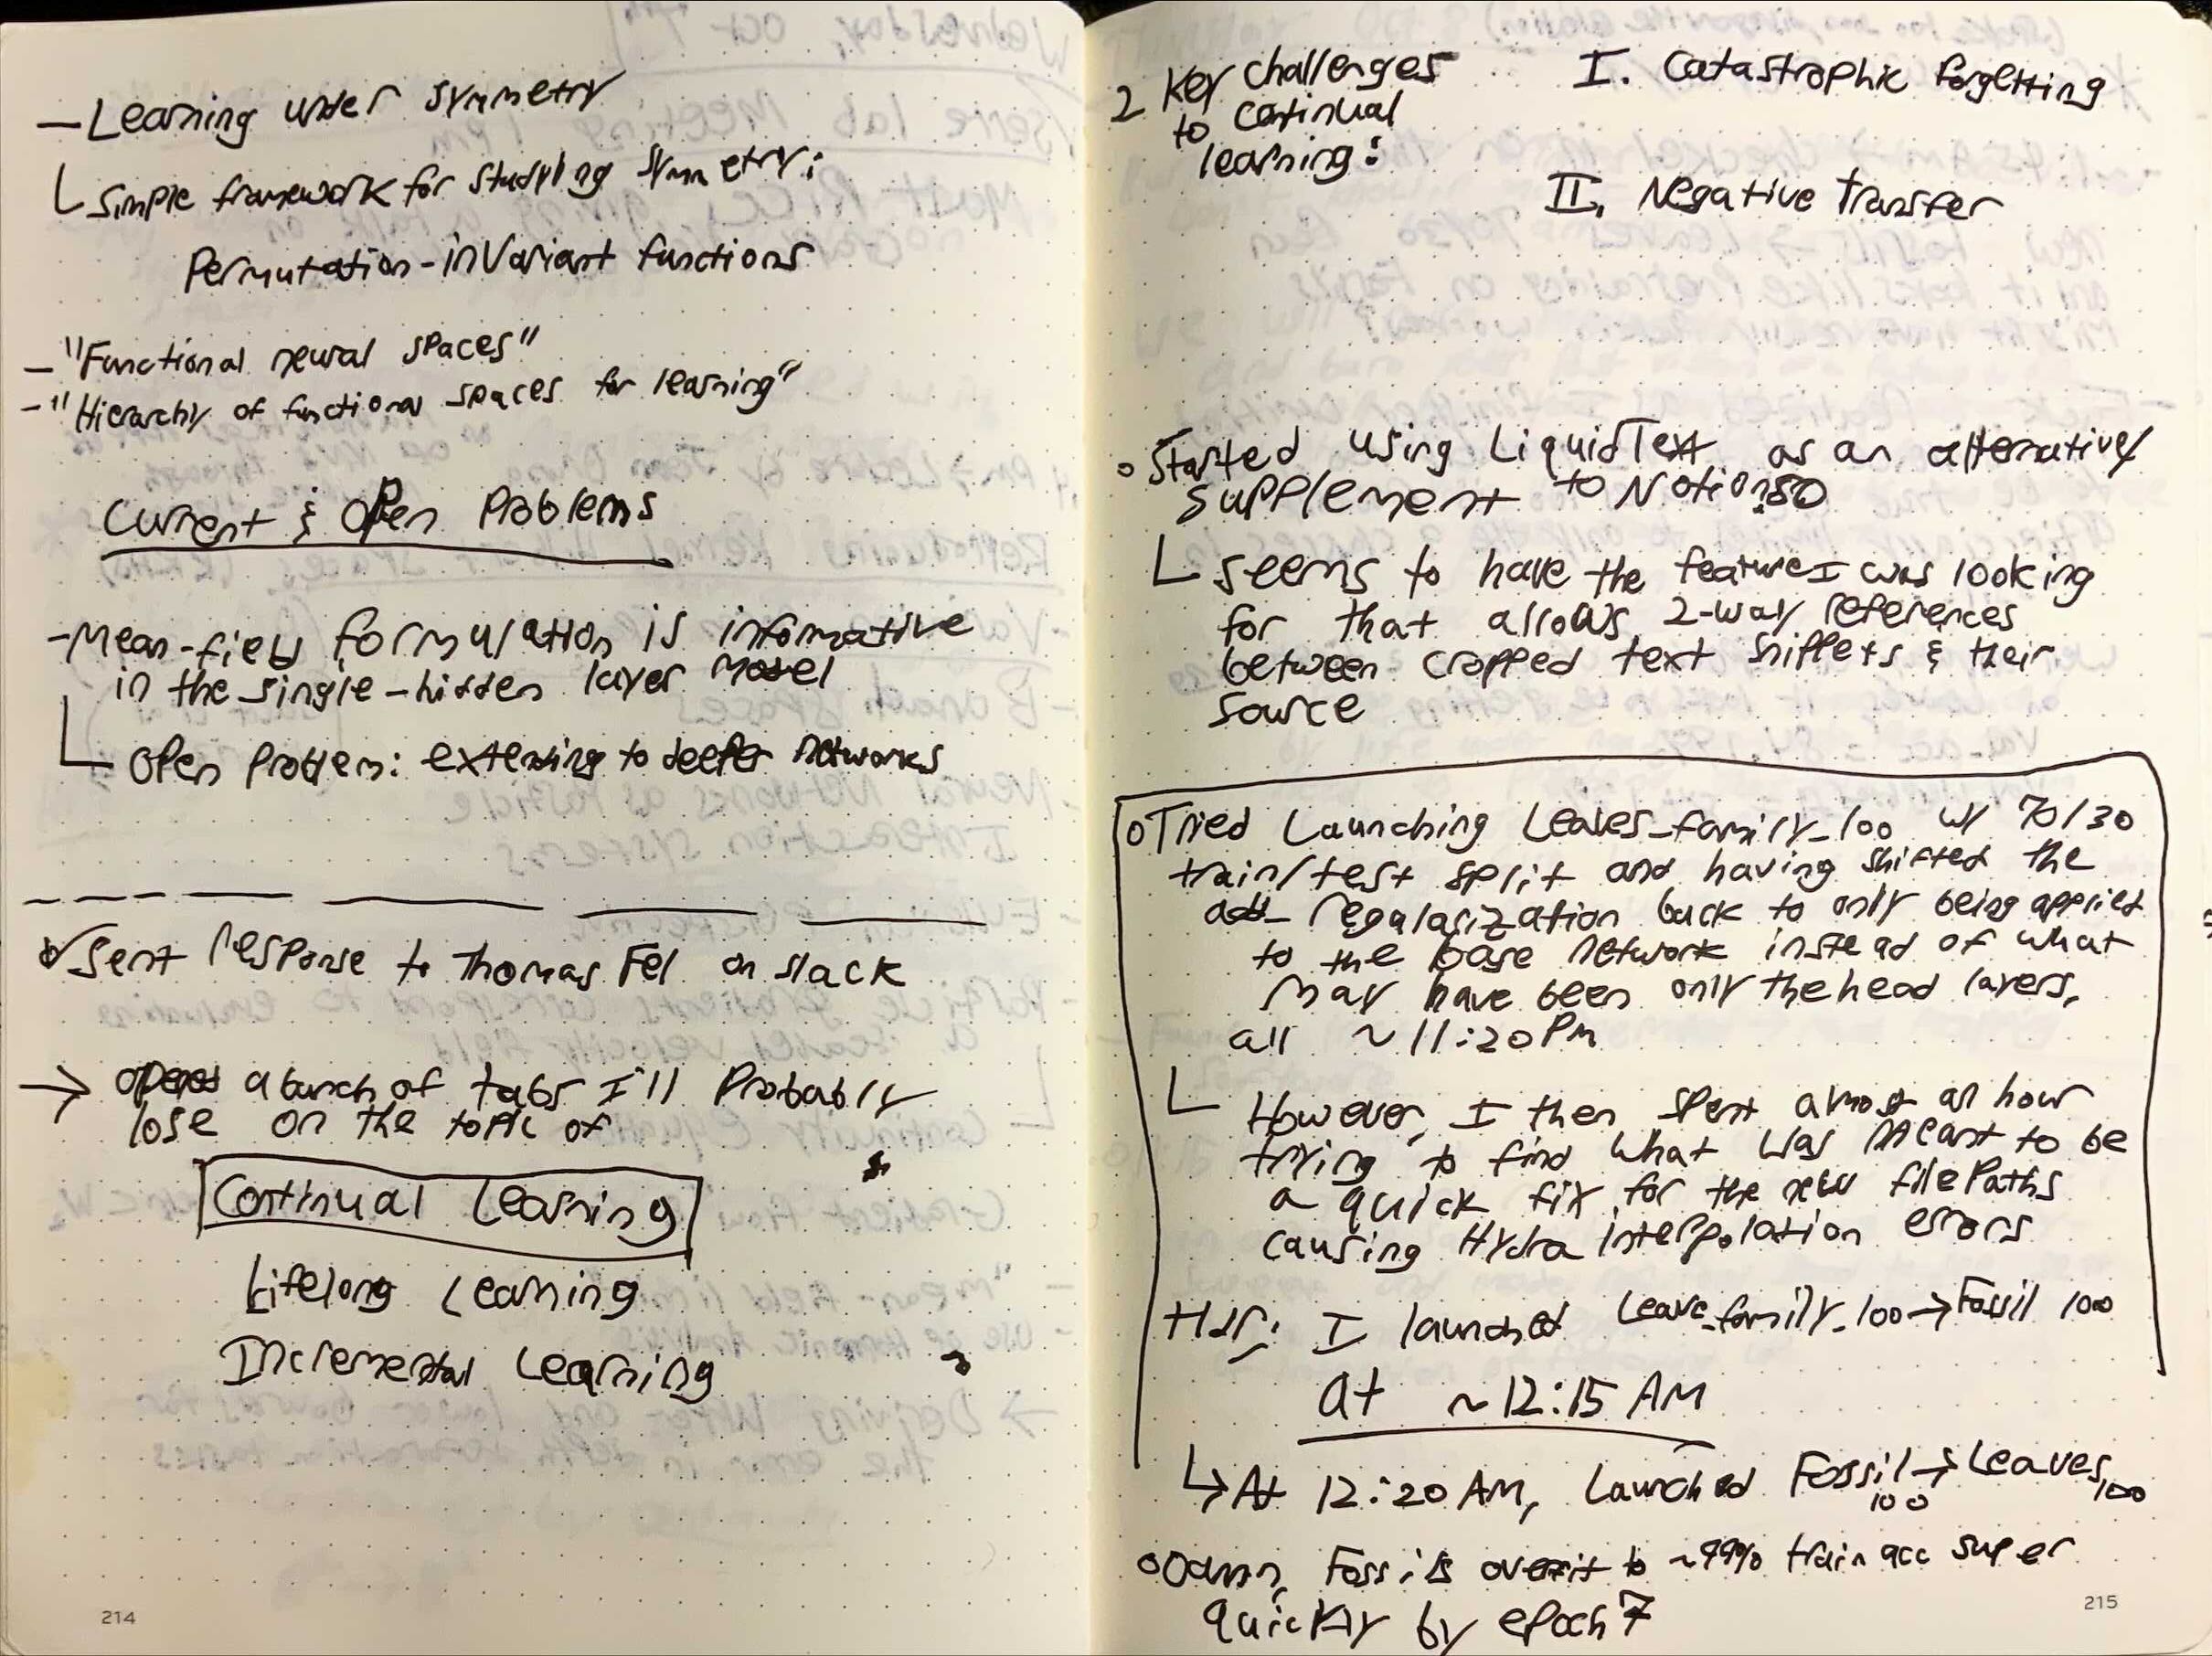 - Learning under symmetry
Simple framework for studying symmetry:
Permutation-invariant functions
- "Functional neural spaces"
- "Hierarchy of functional spaces for learning"
Current & Open Problems
- Mean-field formulation is informative
in the single-hidden layer model
Open Problem: extending to deeper networks
Sent response to Thomas Fel on slack
→ opened a bunch of tabs I'll Probably
lose on the topic of
Continual Learning
Lifelong Learning
Incremental Learning
214
2 Key challenges
to continual
learning:
I. Catastrophic forgetting
II. Negative Transfer
Started using LiquidText as an alternative/
supplement to Notion
seems to have the feature I was looking
for that allows 2-way references
between cropped text snippets & their
source
Tried Launching Leaves_family_100 w/ 70/30
train/test split and having shifted the
regularization back to only being applied
to the base network instead of what
may have been only the head layers,
all ~11:20PM
However, I then spent almost an hour
trying to find what was meant to be
a quick fix for the new file Paths
causing Hydra interpolation errors
I launched Leave_family_100 → Fossil 100
at ~12:15 AM
↳ At 12:20 AM, Launched Fossil 100 → Leaves 100
Damn, Fossils overfit to ~99% train acc super
quickly by epoch 7
215